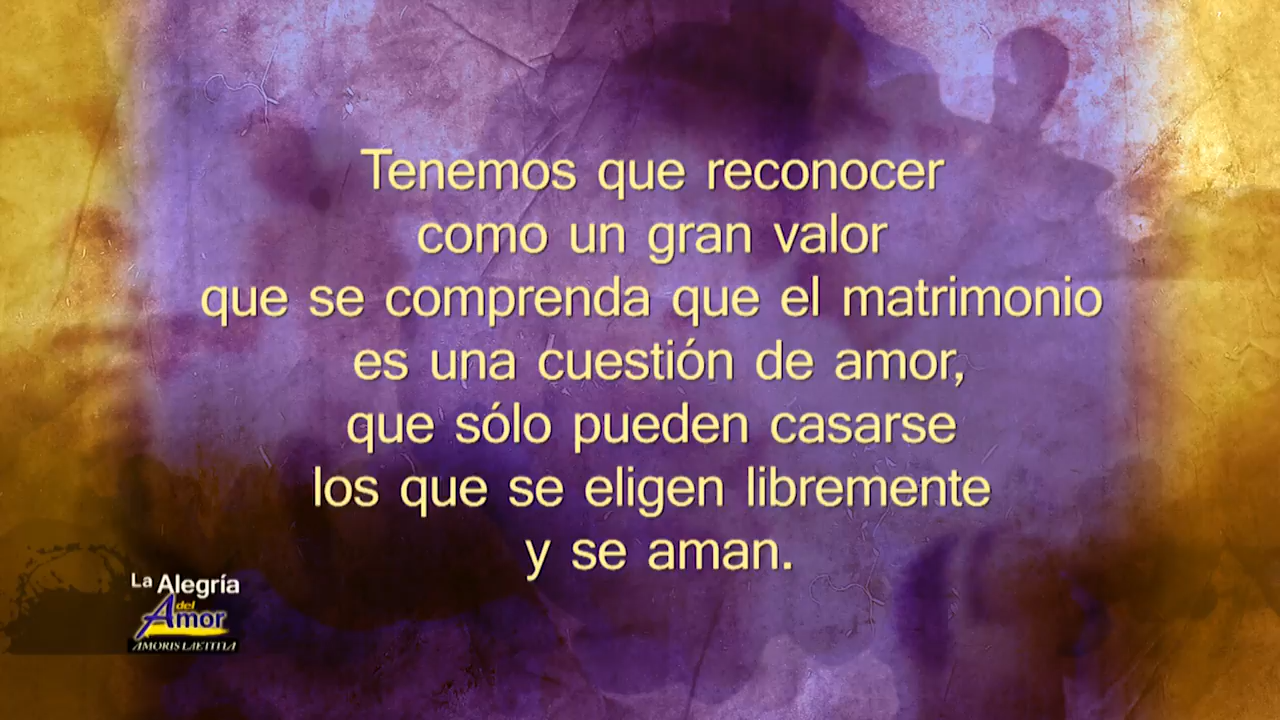 Tenemos que reconocer
como un gran valor
que se comprenda que el matrimonio
es una cuestión de amor,
que sólo pueden casarse
los que se eligen libremente
y se aman.
La Alegría
del
Amor
AMORIS LAETITIA